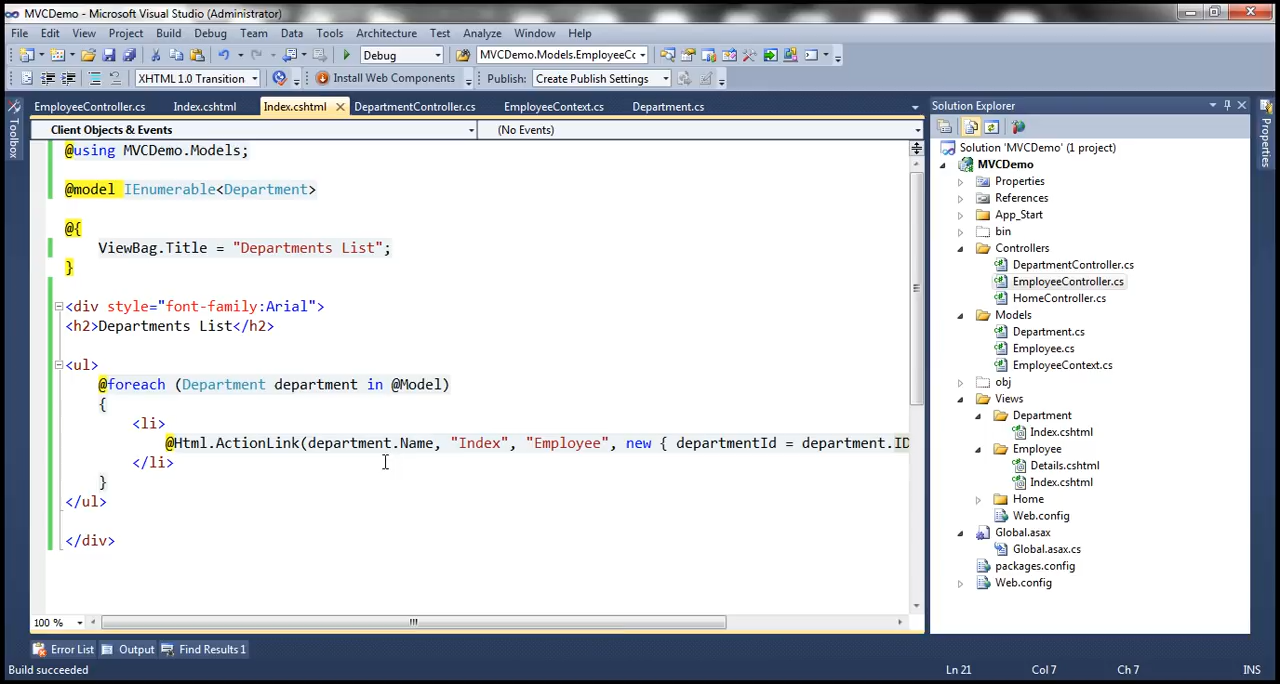 MVCDemo - Microsoft Visual Studio (Administrator)
File Edit View Project Build Debug Team Data Tools Architecture Test Analyze Window Help
Debug MVCDemo.Models.EmployeeCo
XHTML 1.0 Transition Install Web Components Publish: Create Publish Settings
EmployeeController.cs Index.cshtml Index.cshtml DepartmentController.cs EmployeeContext.cs Department.cs
Client Objects & Events (No Events)
@using MVCDemo.Models;
@model IEnumerable<Department>
@{
ViewBag.Title = "Departments List";
}
<div style="font-family:Arial">
<h2>Departments List</h2>
<ul>
@foreach (Department department in @Model)
{
<li>
@Html.ActionLink(department.Name, "Index", "Employee", new { departmentId = department.ID
</li>
}
</ul>
</div>
100 %
Toolbox
Solution Explorer
Solution 'MVCDemo' (1 project)
MVCDemo
Properties
References
App_Start
bin
Controllers
DepartmentController.cs
EmployeeController.cs
HomeController.cs
Models
Department.cs
Employee.cs
EmployeeContext.cs
obj
Views
Department
Index.cshtml
Employee
Details.cshtml
Index.cshtml
Home
Web.config
Global.asax
Global.asax.cs
packages.config
Web.config
Properties
Error List Output Find Results 1
Build succeeded Ln 21 Col 7 Ch 7 INS